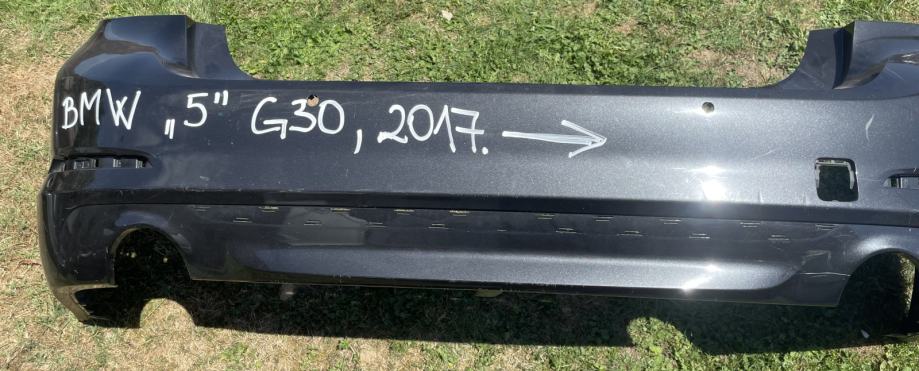 BMW „5" G30, 2017. →